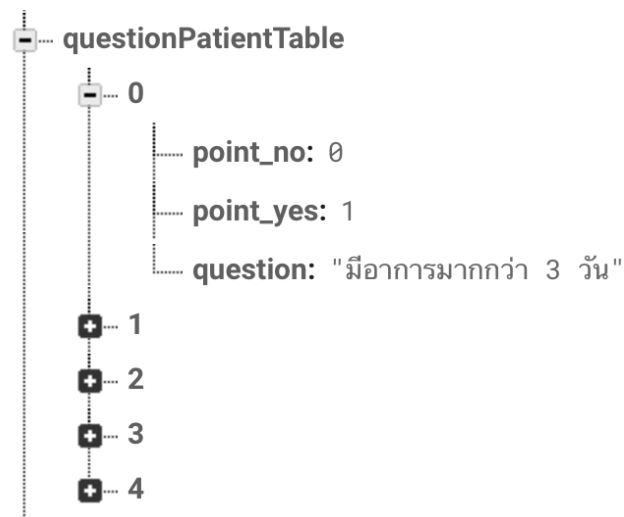 questionPatientTable
0
point_no: 0
point_yes: 1
question: "มีอาการมากกว่า 3 วัน"
1
2
3
4